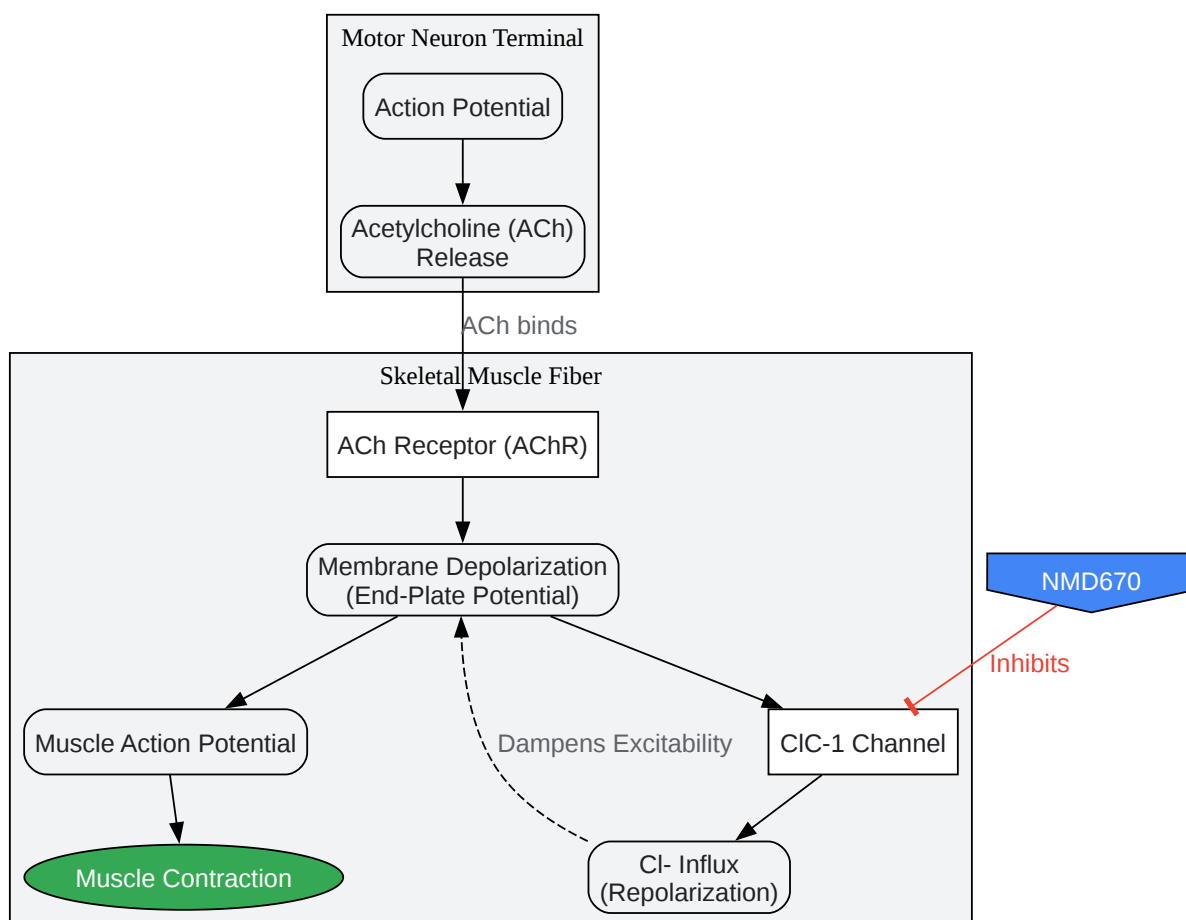 Motor Neuron Terminal
Action Potential
Acetylcholine (ACh)
Release
ACh binds
Skeletal Muscle Fiber
ACh Receptor (AChR)
Membrane Depolarization
(End-Plate Potential)
NMD670
Inhibits
Muscle Action Potential
Dampens Excitability
ClC-1 Channel
Muscle Contraction
Cl- Influx
(Repolarization)